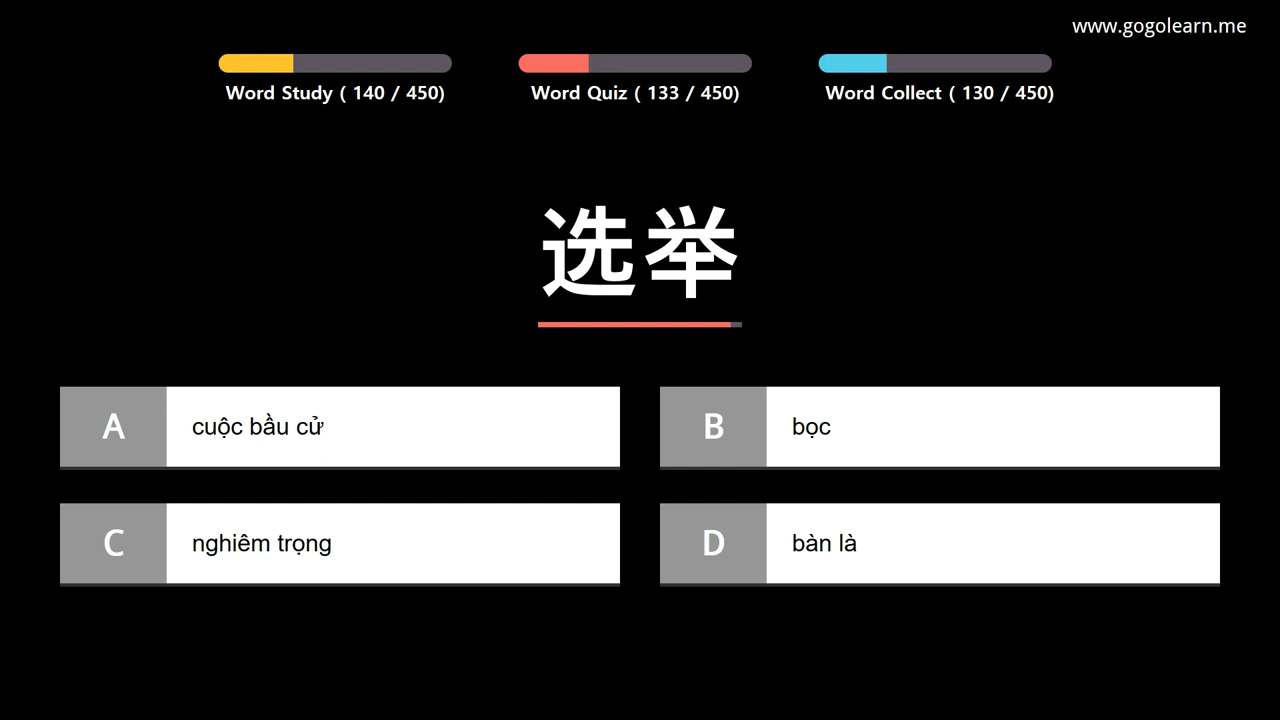 www.gogolearn.me
Word Study ( 140 / 450)
Word Quiz ( 133 / 450)
Word Collect ( 130 / 450)
选举
A
cuộc bầu cử
B
bọc
C
nghiêm trọng
D
bàn là